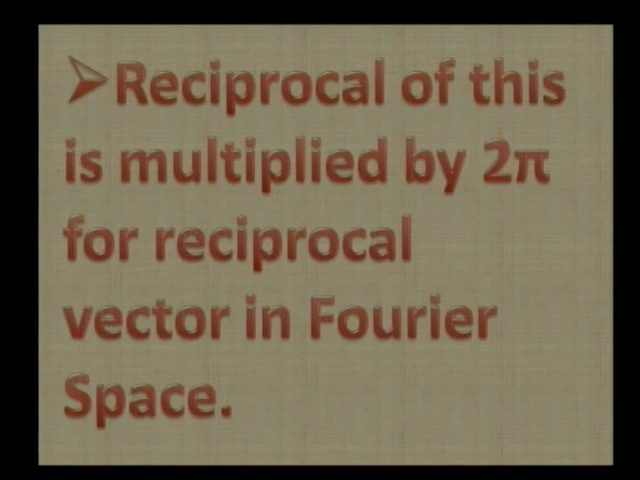 ➢Reciprocal of this
is multiplied by 2π
for reciprocal
vector in Fourier
Space.